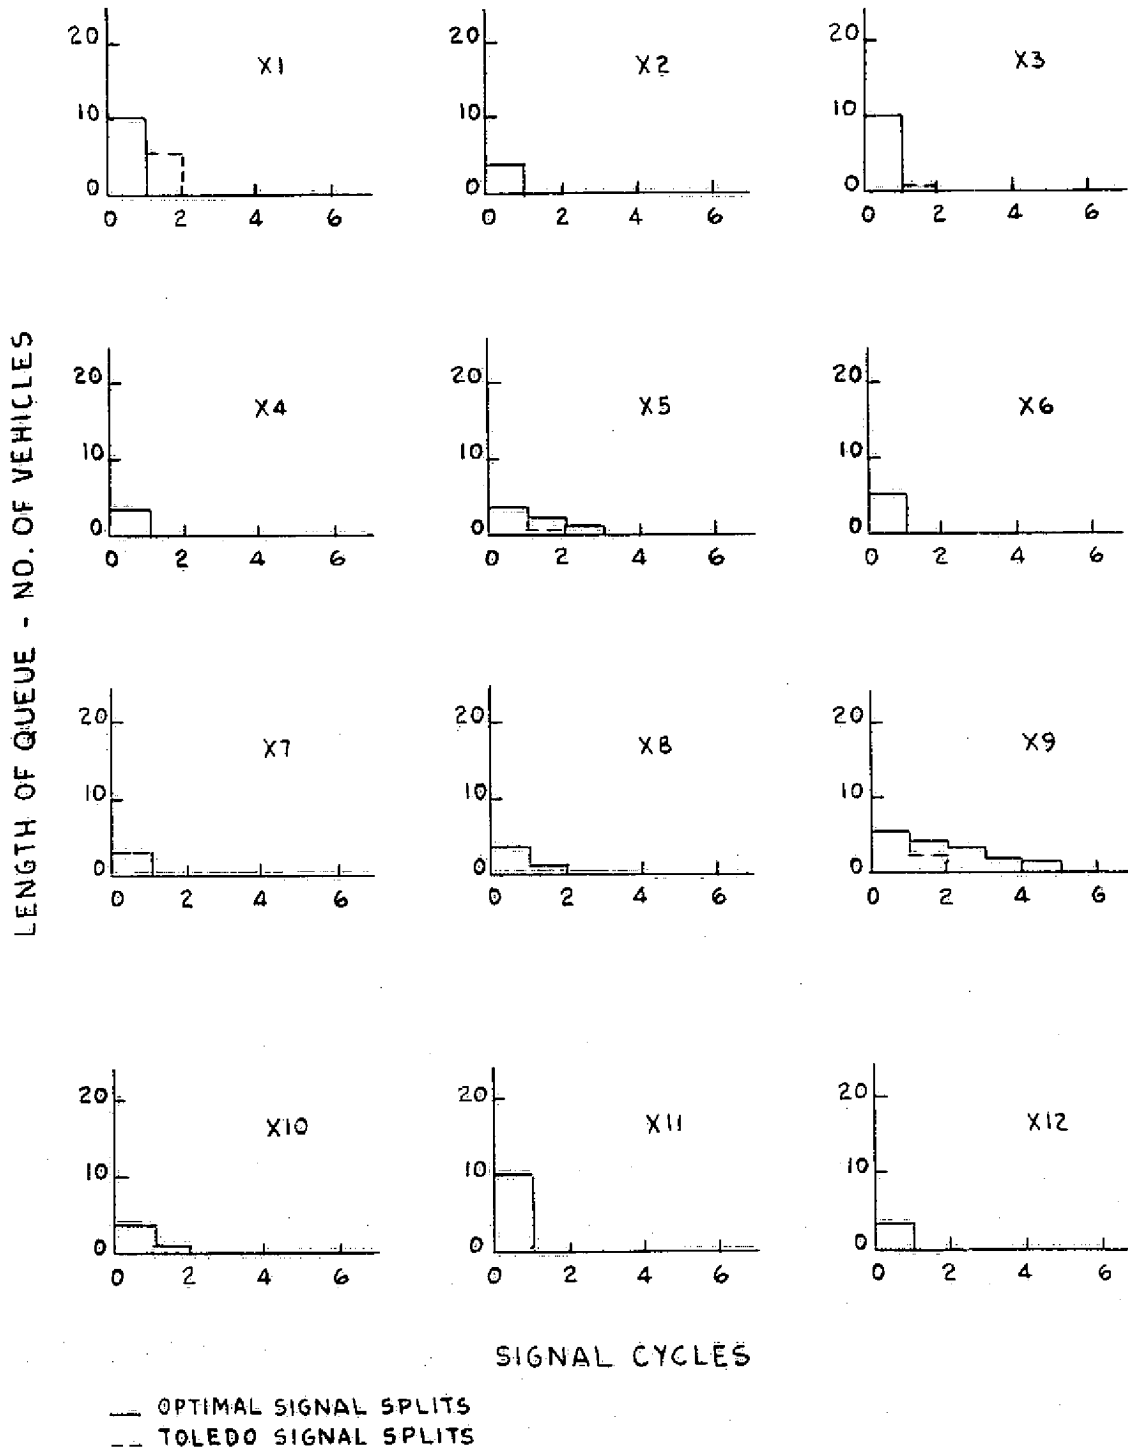 20 20 20
X1 X2 X3
10 10 10
0 0 0
0 2 4 6 0 2 4 6 0 2 4 6
20 20 20
X4 X5 X6
10 10 10
0 0 0
0 2 4 6 0 2 4 6 0 2 4 6
LENGTH OF QUEUE - NO. OF VEHICLES
20 20 20
X7 X8 X9
10 10 10
0 0 0
0 2 4 6 0 2 4 6 0 2 4 6
20 20 20
X10 X11 X12
10 10 10
0 0 0
0 2 4 6 0 2 4 6 0 2 4 6
SIGNAL CYCLES
OPTIMAL SIGNAL SPLITS
TOLEDO SIGNAL SPLITS